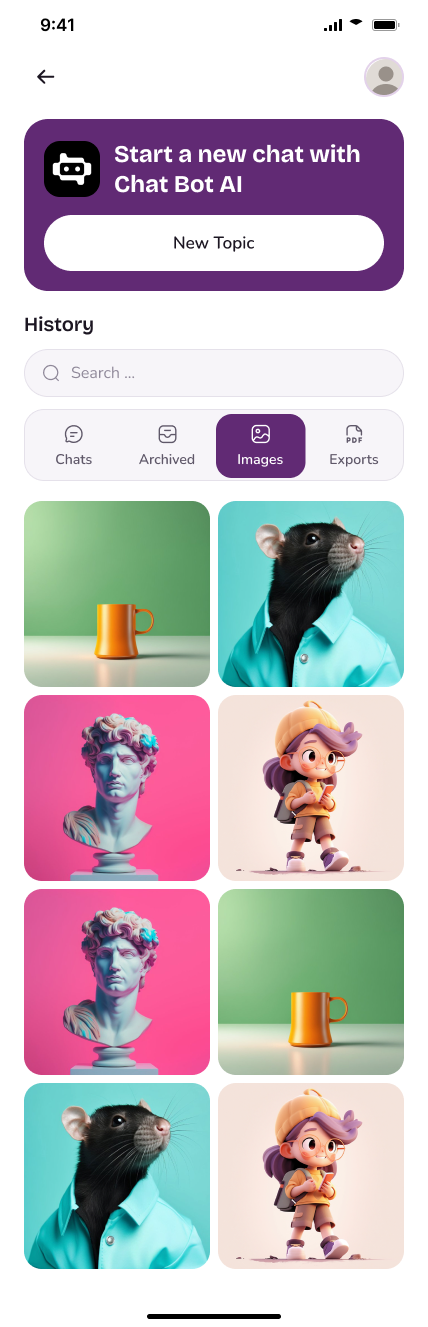 9:41
Start a new chat with
Chat Bot AI
New Topic
History
Search ...
Chats
Archived
Images
PDF
Exports